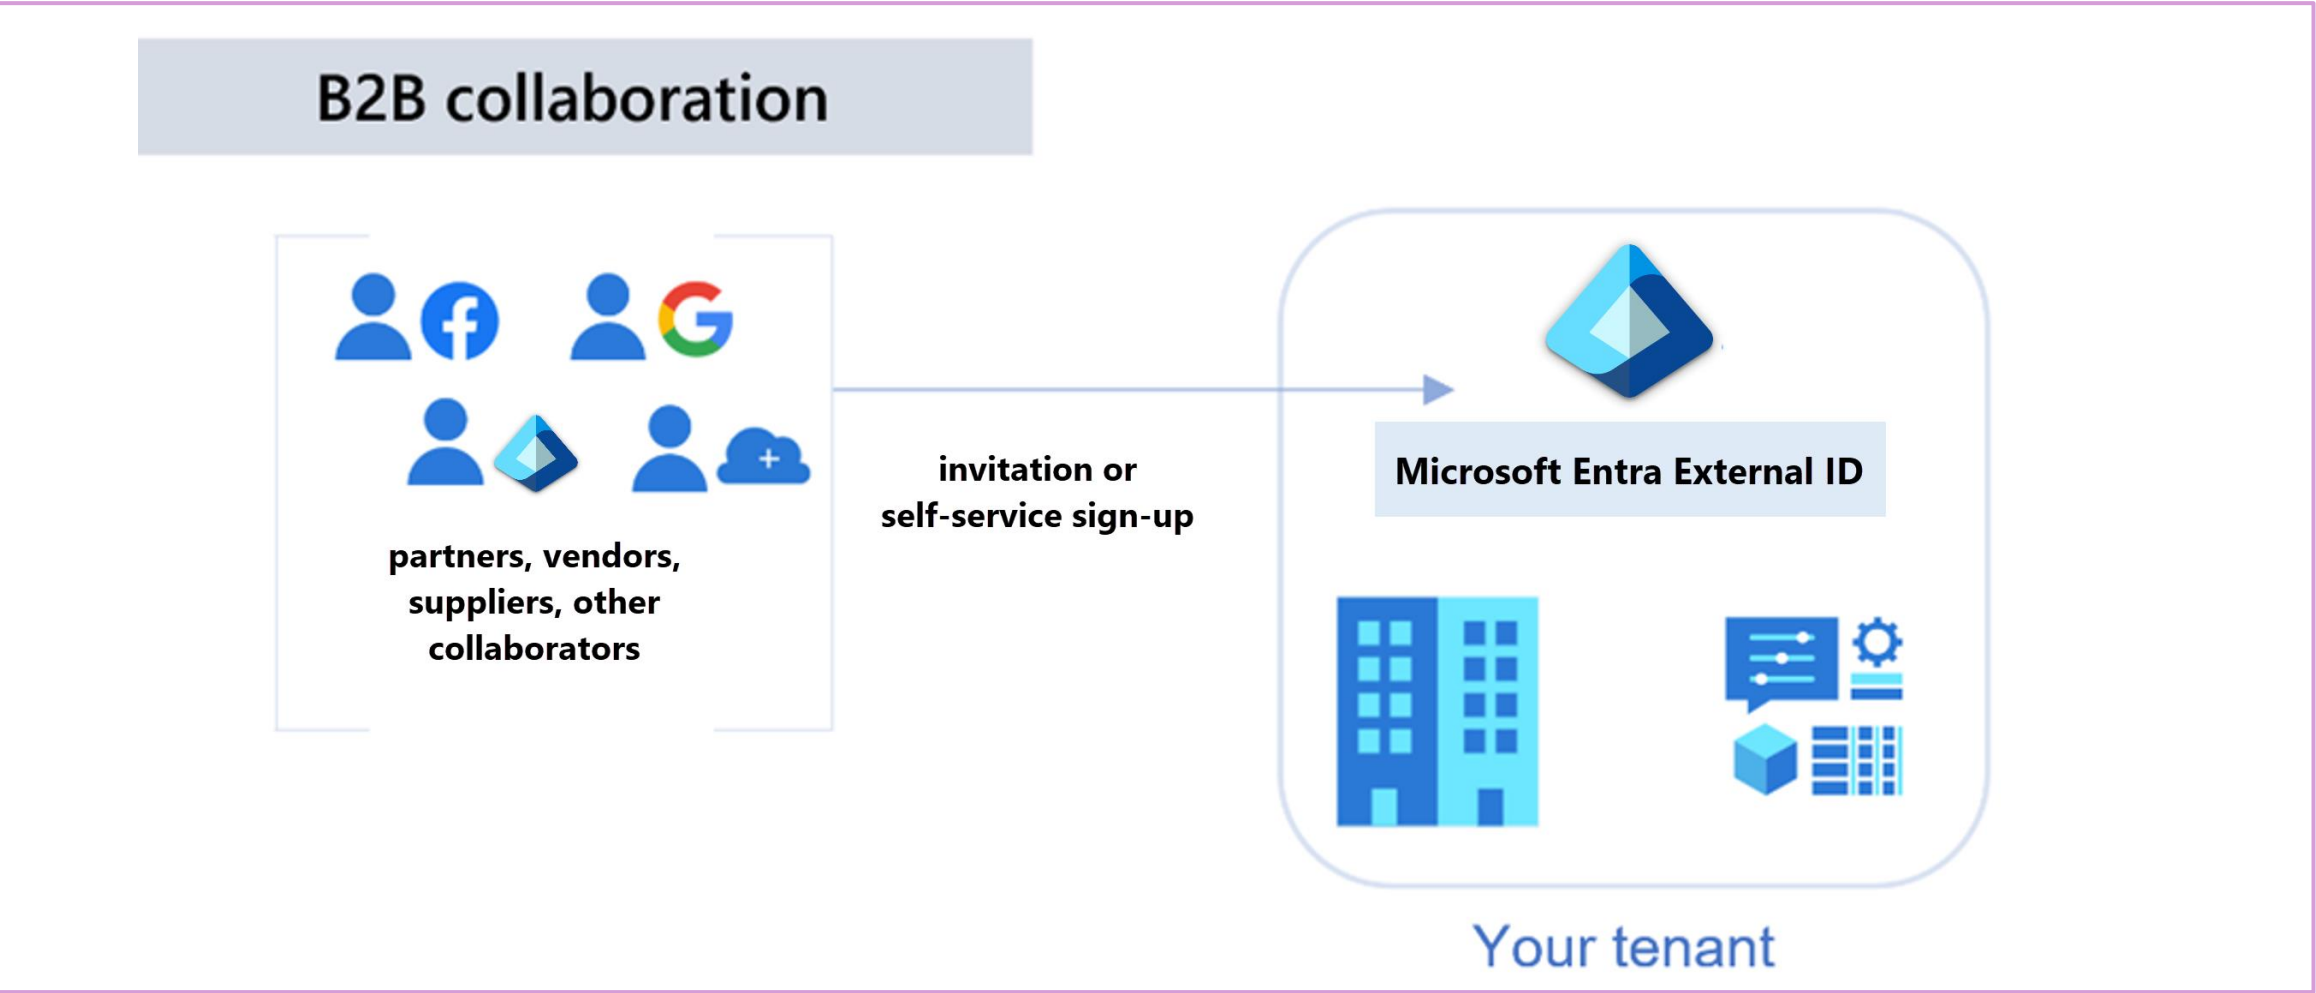 B2B collaboration
partners, vendors,
suppliers, other
collaborators
invitation or
self-service sign-up
Microsoft Entra External ID
Your tenant